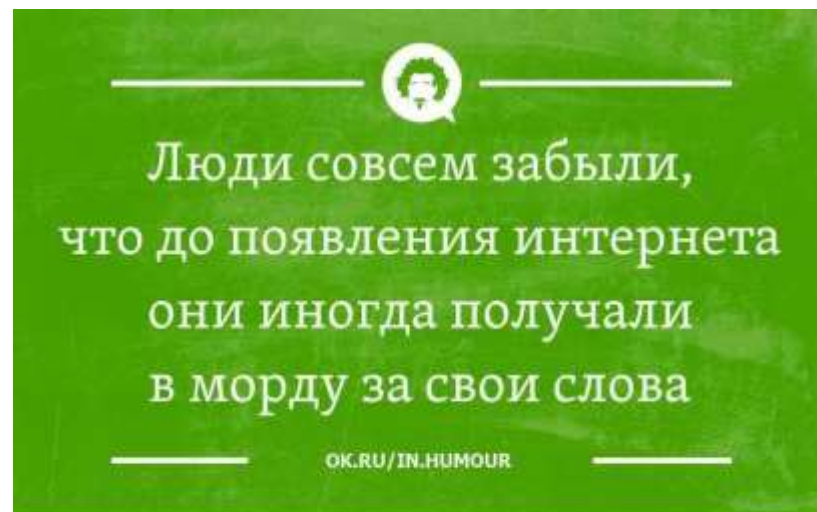 Люди совсем забыли,
что до появления интернета
они иногда получали
в морду за свои слова
OK.RU/IN.HUMOUR